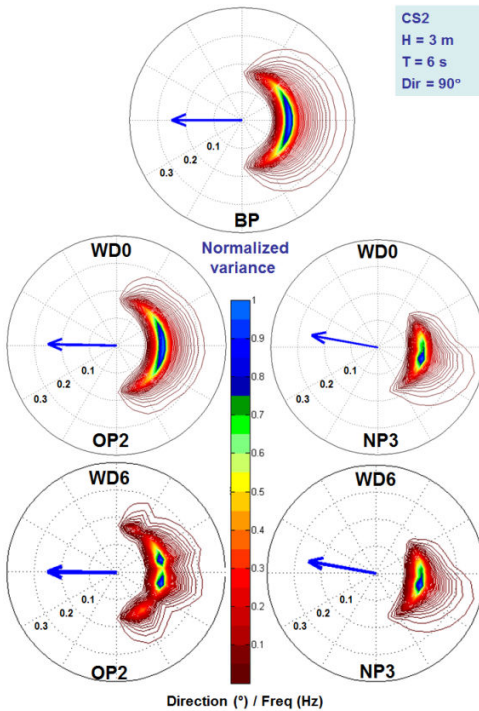 CS2
H = 3 m
T = 6 s
Dir = 90°
0.1
0.2
0.3
BP
WD0
Normalized
variance
WD0
0.1
0.2
0.3
OP2
1
0.9
0.8
0.7
0.6
0.5
0.4
0.3
0.2
0.1
0.1
0.2
0.3
NP3
WD6
0.1
0.2
0.3
OP2
WD6
0.1
0.2
0.3
NP3
Direction (°) / Freq (Hz)